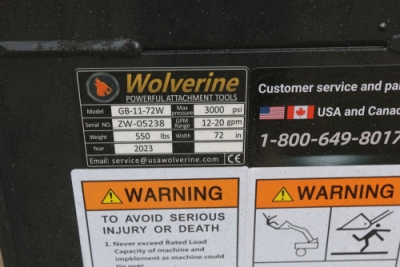 Wolverine
POWERFUL ATTACHMENT TOOLS
Model GB-11-72W Max pressure 3000 psi
Serial NO. ZW-05238 GPM Range 12-20 gpm
Weight 550 lbs Width 72 in
Year 2023
Email: service@usawolverine.com CE
Customer service and
USA and
1-800-649-8017
WARNING
TO AVOID SERIOUS
INJURY OR DEATH
1. Never exceed Rated Load
Capacity of machine and
implement as machine could
WARNING